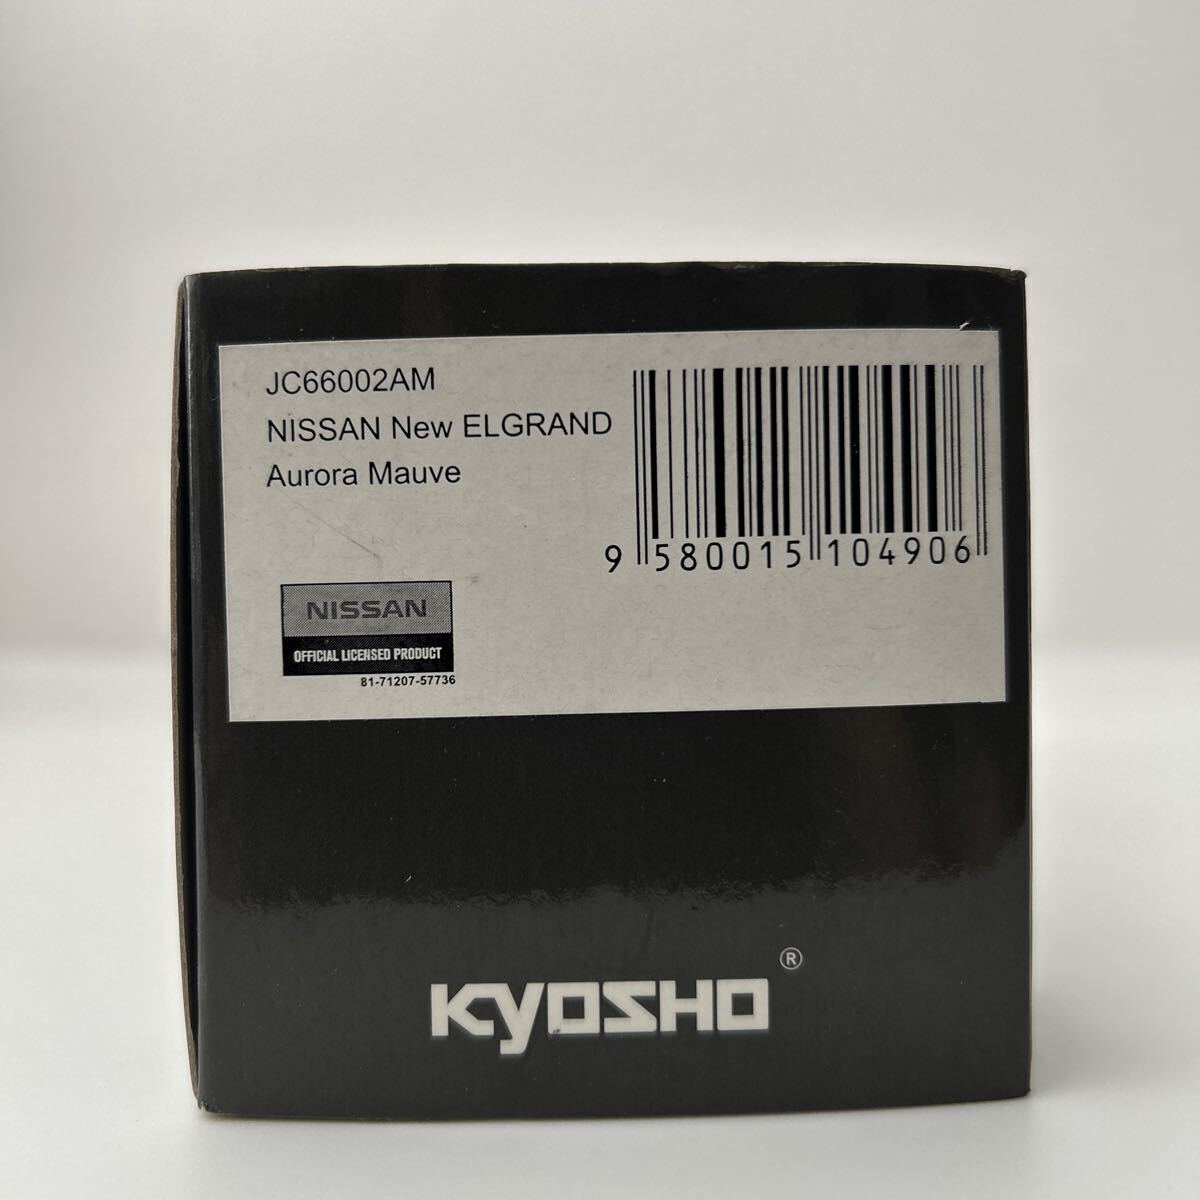 JC66002AM
NISSAN New ELGRAND
Aurora Mauve
9 580015 104906
NISSAN
OFFICIAL LICENSED PRODUCT
81-71207-57736
KYOSHO®